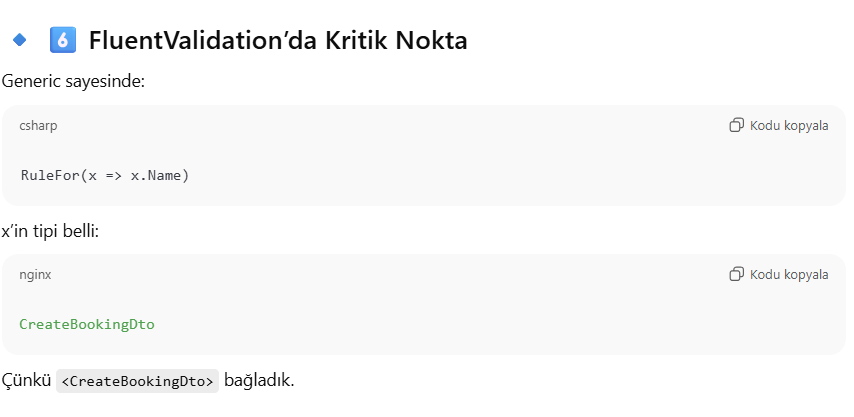 🔹 6️⃣ FluentValidation’da Kritik Nokta
Generic sayesinde:
csharp Kodu kopyala
RuleFor(x => x.Name)
x’in tipi belli:
nginx Kodu kopyala
CreateBookingDto
Çünkü <CreateBookingDto> bağladık.